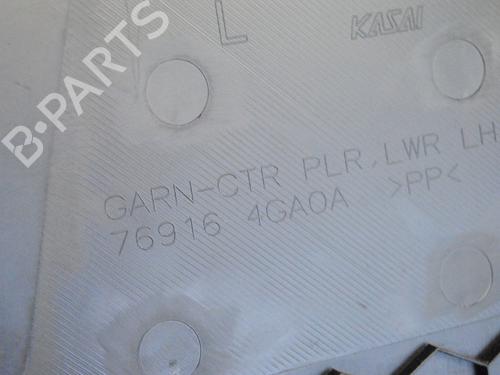 L KASAI
B-PARTS
GARN-CTR PLR,LWR LH
76916 4GA0A >PP<